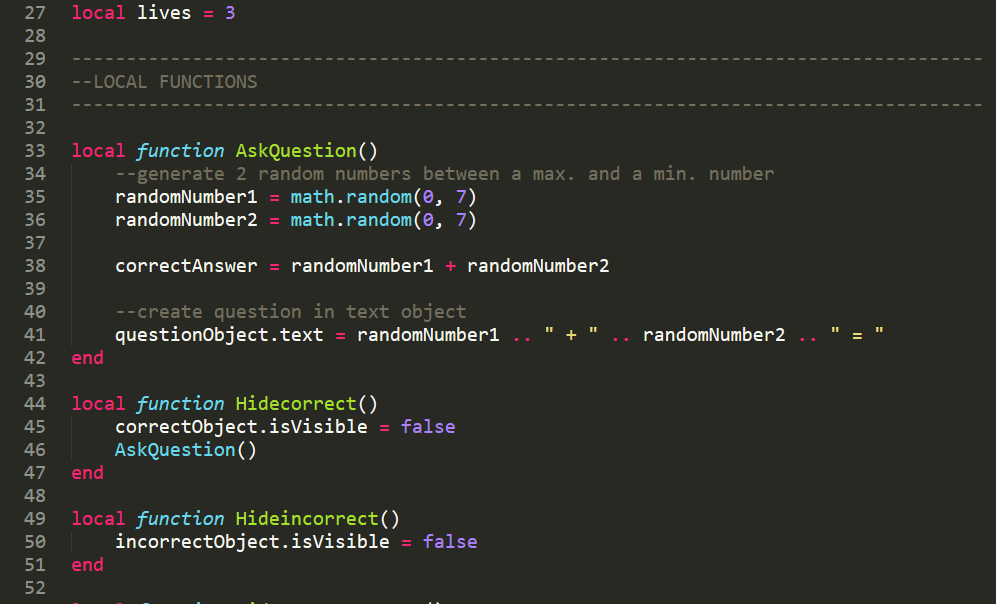 27 local lives = 3
28
29 -----------------------------------------------------------------------------------
30 --LOCAL FUNCTIONS
31 -----------------------------------------------------------------------------------
32
33 local function AskQuestion()
34     --generate 2 random numbers between a max. and a min. number
35     randomNumber1 = math.random(0, 7)
36     randomNumber2 = math.random(0, 7)
37
38     correctAnswer = randomNumber1 + randomNumber2
39
40     --create question in text object
41     questionObject.text = randomNumber1 .. " + " .. randomNumber2 .. " = "
42 end
43
44 local function Hidecorrect()
45     correctObject.isVisible = false
46     AskQuestion()
47 end
48
49 local function Hideincorrect()
50     incorrectObject.isVisible = false
51 end
52